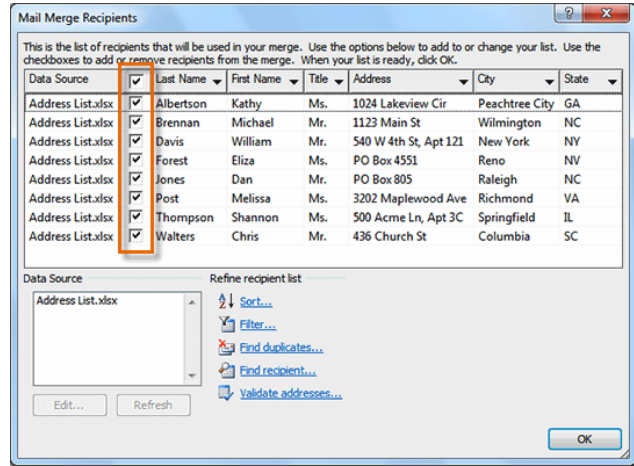 Mail Merge Recipients
This is the list of recipients that will be used in your merge. Use the options below to add to or change your list. Use the
checkboxes to add or remove recipients from the merge. When your list is ready, click OK.
Data Source Last Name First Name Title Address City State
Address List.xlsx Albertson Kathy Ms. 1024 Lakeview Cir Peachtree City GA
Address List.xlsx Brennan Michael Mr. 1123 Main St Wilmington NC
Address List.xlsx Davis William Mr. 540 W 4th St, Apt 121 New York NY
Address List.xlsx Forest Eliza Ms. PO Box 4551 Reno NV
Address List.xlsx Jones Dan Mr. PO Box 805 Raleigh NC
Address List.xlsx Post Melissa Ms. 3202 Maplewood Ave Richmond VA
Address List.xlsx Thompson Shannon Ms. 500 Acme Ln, Apt 3C Springfield IL
Address List.xlsx Walters Chris Mr. 436 Church St Columbia SC
Data Source
Address List.xlsx
Edit... Refresh
Refine recipient list
Sort...
Filter...
Find duplicates...
Find recipient...
Validate addresses...
OK